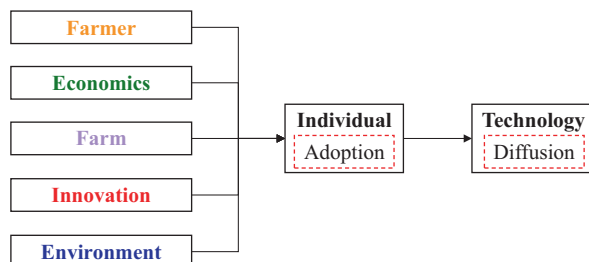 Farmer
Economics
Farm
Innovation
Environment
Individual
Adoption
Technology
Diffusion